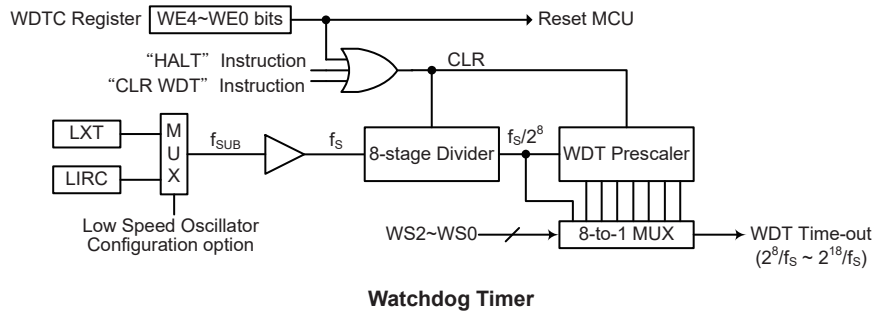 WDTC Register WE4~WE0 bits Reset MCU
“HALT” Instruction
CLR
“CLR WDT” Instruction
LXT
MUX
fSUB
fS
8-stage Divider
fS/2⁸
WDT Prescaler
LIRC
Low Speed Oscillator
Configuration option
WS2~WS0
8-to-1 MUX
WDT Time-out
(2⁸/fS ~ 2¹⁸/fS)
Watchdog Timer